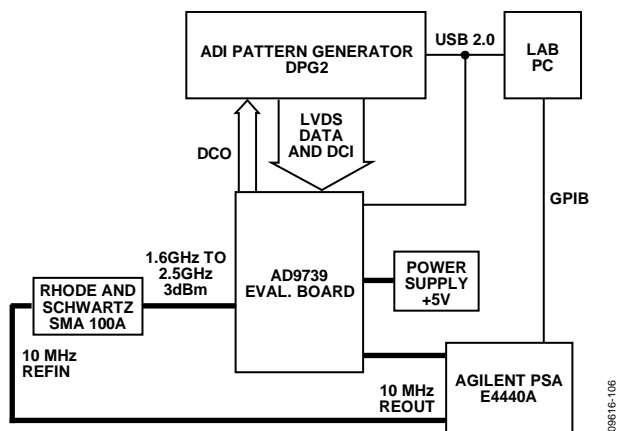 ADI PATTERN GENERATOR
DPG2
USB 2.0
LAB
PC
LVDS
DATA
AND DCI
DCO
GPIB
1.6GHz TO
2.5GHz
3dBm
AD9739
EVAL. BOARD
POWER
SUPPLY
+5V
RHODE AND
SCHWARTZ
SMA 100A
10 MHz
REFIN
10 MHz
REOUT
AGILENT PSA
E4440A
09616-106